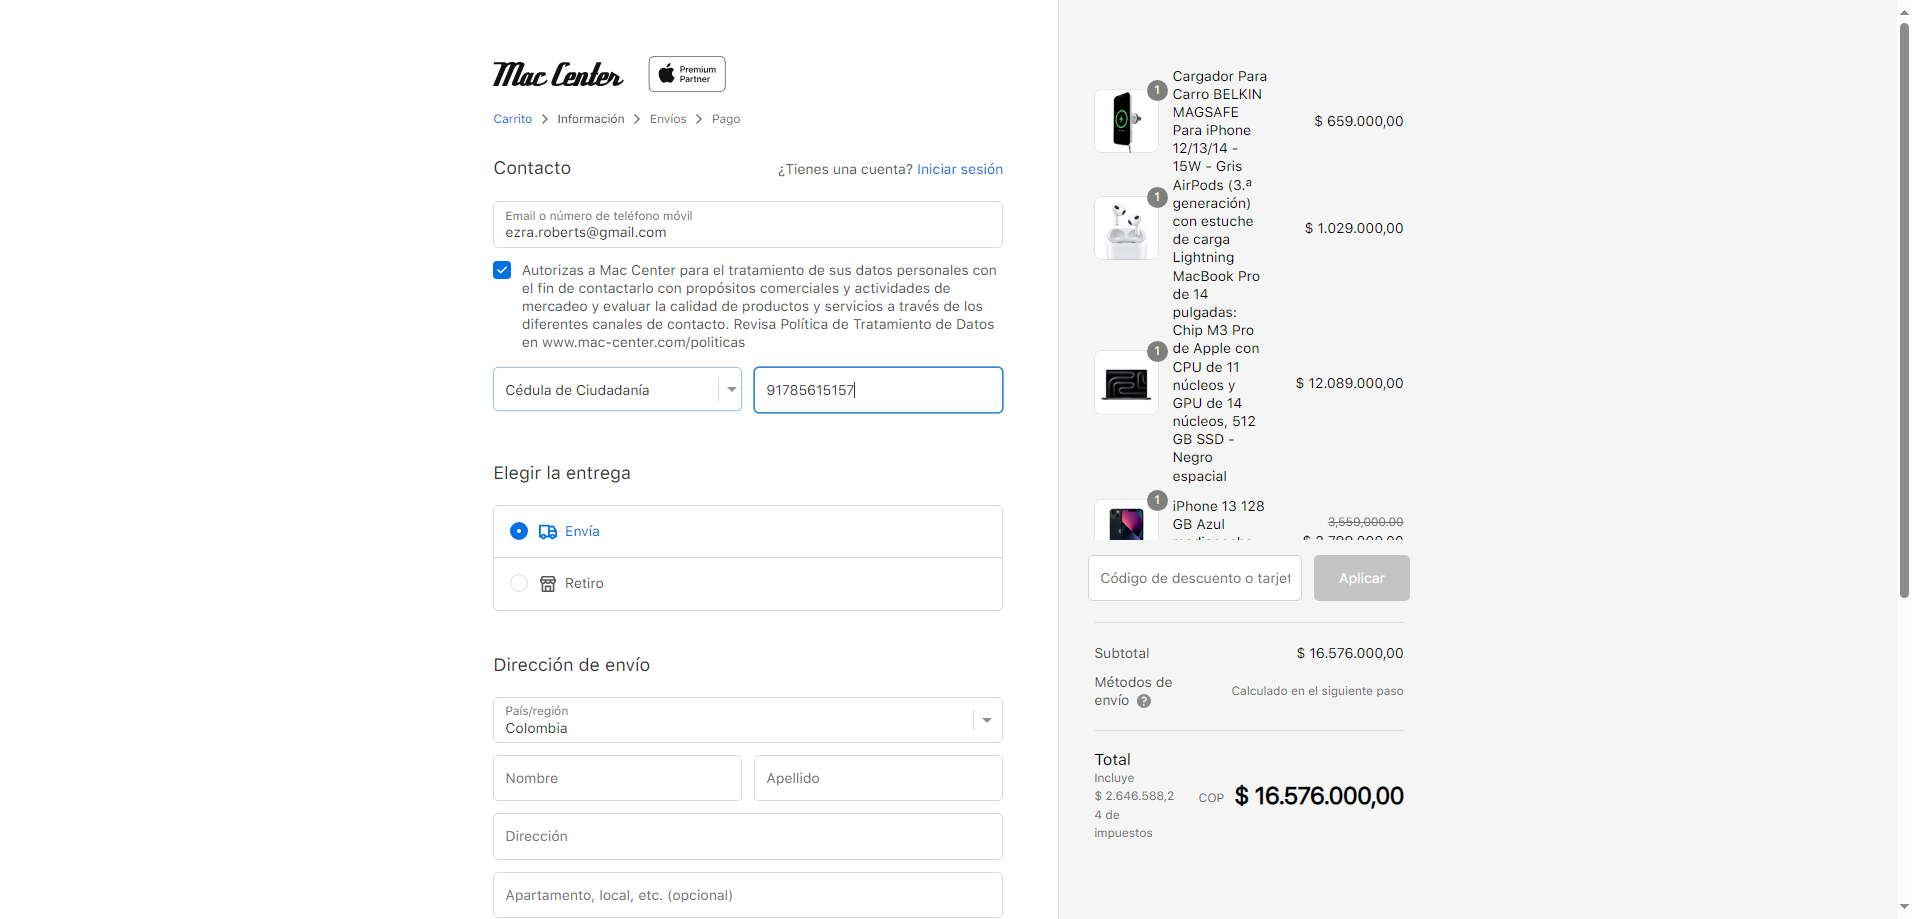 Mac Center
Premium
Partner
Carrito
Información
Envíos
Pago
Contacto
¿Tienes una cuenta? Iniciar sesión
Email o número de teléfono móvil
ezra.roberts@gmail.com
Autorizas a Mac Center para el tratamiento de sus datos personales con
el fin de contactarlo con propósitos comerciales y actividades de
mercadeo y evaluar la calidad de productos y servicios a través de los
diferentes canales de contacto. Revisa Política de Tratamiento de Datos
en www.mac-center.com/politicas
Cédula de Ciudadanía
91785615157
Elegir la entrega
Envía
Retiro
Dirección de envío
País/región
Colombia
Nombre
Apellido
Dirección
Apartamento, local, etc. (opcional)
1
Cargador Para
Carro BELKIN
MAGSAFE
Para iPhone
12/13/14 -
15W - Gris
$ 659.000,00
1
AirPods (3.ª
generación)
con estuche
de carga
Lightning
$ 1.029.000,00
1
MacBook Pro
de 14
pulgadas:
Chip M3 Pro
de Apple con
CPU de 11
núcleos y
GPU de 14
núcleos, 512
GB SSD -
Negro
espacial
$ 12.089.000,00
1
iPhone 13 128
GB Azul
3,559,000.00
Código de descuento o tarjet
Aplicar
Subtotal
$ 16.576.000,00
Métodos de
envío ?
Calculado en el siguiente paso
Total
Incluye
$ 2.646.588,2
4 de
impuestos
COP $ 16.576.000,00